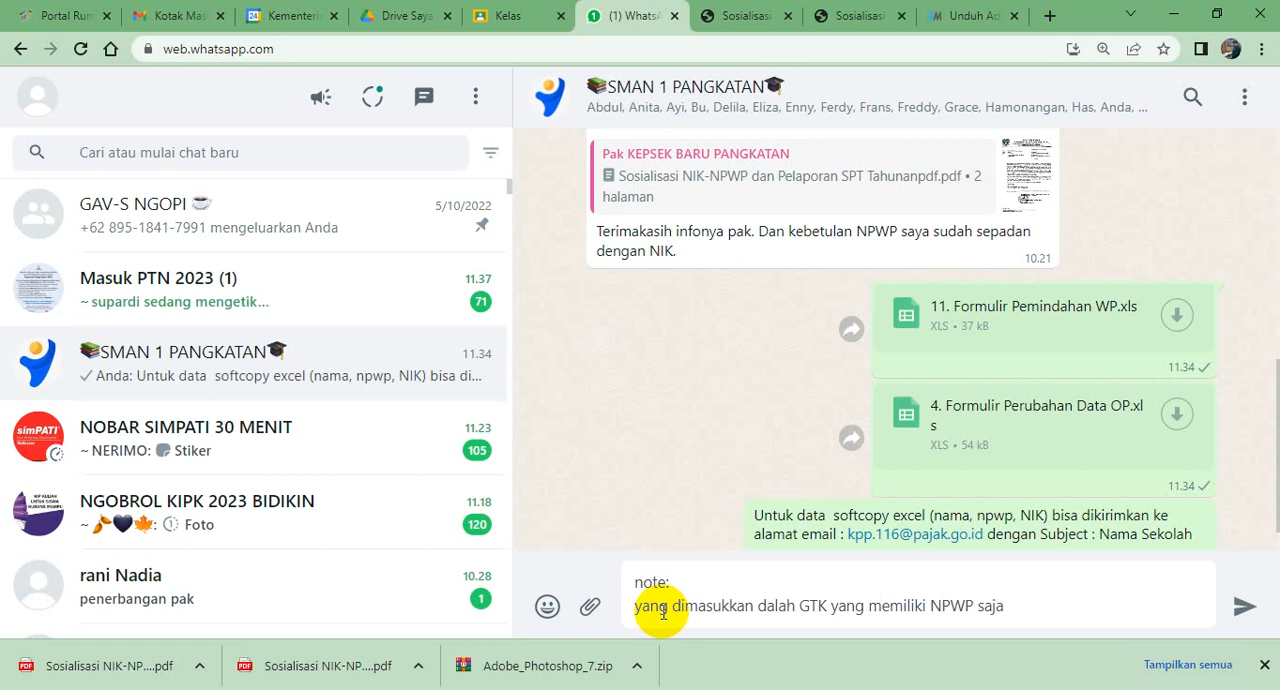 Portal Rum
Kotak Mas
Kementeri
Drive Saya
Kelas
(1) WhatsA
Sosialisasi
Sosialisasi
Unduh Ad
web.whatsapp.com
Cari atau mulai chat baru
GAV-S NGOPI ☕
5/10/2022
+62 895-1841-7991 mengeluarkan Anda
Masuk PTN 2023 (1)
11.37
~ supardi sedang mengetik...
71
📚SMAN 1 PANGKATAN🎓
11.34
✓ Anda: Untuk data softcopy excel (nama, npwp, NIK) bisa di...
simPATI
NOBAR SIMPATI 30 MENIT
11.23
~ NERIMO: Stiker
105
NGOBROL KIPK 2023 BIDIKIN
11.18
~ 🍂🖤🍁: Foto
120
rani Nadia
10.28
penerbangan pak
1
📚SMAN 1 PANGKATAN🎓
Abdul, Anita, Ayi, Bu, Delila, Eliza, Enny, Ferdy, Frans, Freddy, Grace, Hamonangan, Has, Anda, ...
Pak KEPSEK BARU PANGKATAN
Sosialisasi NIK-NPWP dan Pelaporan SPT Tahunanpdf.pdf • 2
halaman
Terimakasih infonya pak. Dan kebetulan NPWP saya sudah sepadan
dengan NIK.
10.21
11. Formulir Pemindahan WP.xls
XLS • 37 kB
11.34 ✓
4. Formulir Perubahan Data OP.xl
s
XLS • 54 kB
11.34 ✓
Untuk data softcopy excel (nama, npwp, NIK) bisa dikirimkan ke
alamat email : kpp.116@pajak.go.id dengan Subject : Nama Sekolah
note:
yang dimasukkan dalah GTK yang memiliki NPWP saja
Sosialisasi NIK-NP....pdf
Sosialisasi NIK-NP....pdf
Adobe_Photoshop_7.zip
Tampilkan semua